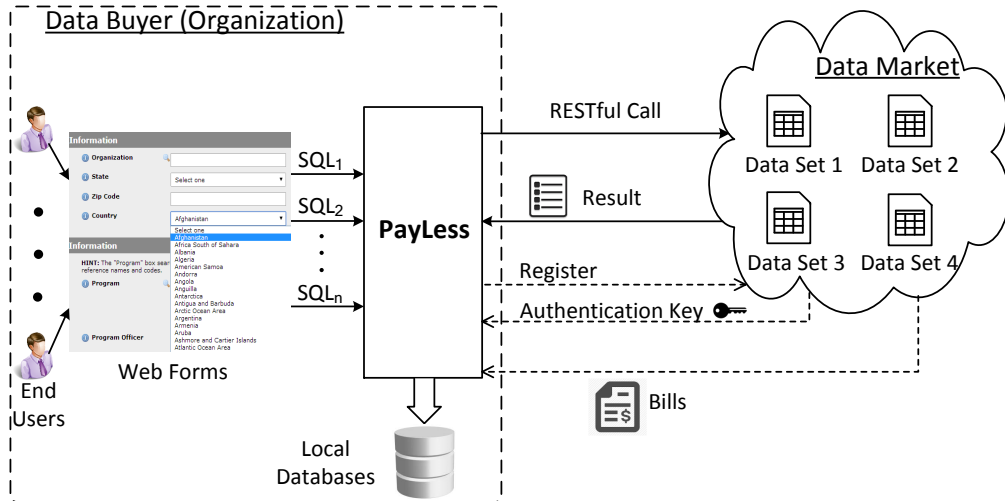 Data Buyer (Organization)
End
Users
Information
Organization
State
Select one
Zip Code
Country
Afghanistan
Select one
Afghanistan
Africa South of Sahara
Albania
Algeria
American Samoa
Andorra
Angola
Anguilla
Antarctica
Antigua and Barbuda
Arctic Ocean Area
Argentina
Armenia
Aruba
Ashmore and Cartier Islands
Atlantic Ocean Area
Information
HINT: The "Program" box sear
reference names and codes.
Program
Program Officer
Web Forms
SQL1
SQL2
SQLn
PayLess
Local
Databases
RESTful Call
Result
Register
Authentication Key
Bills
$
Data Market
Data Set 1
Data Set 2
Data Set 3
Data Set 4